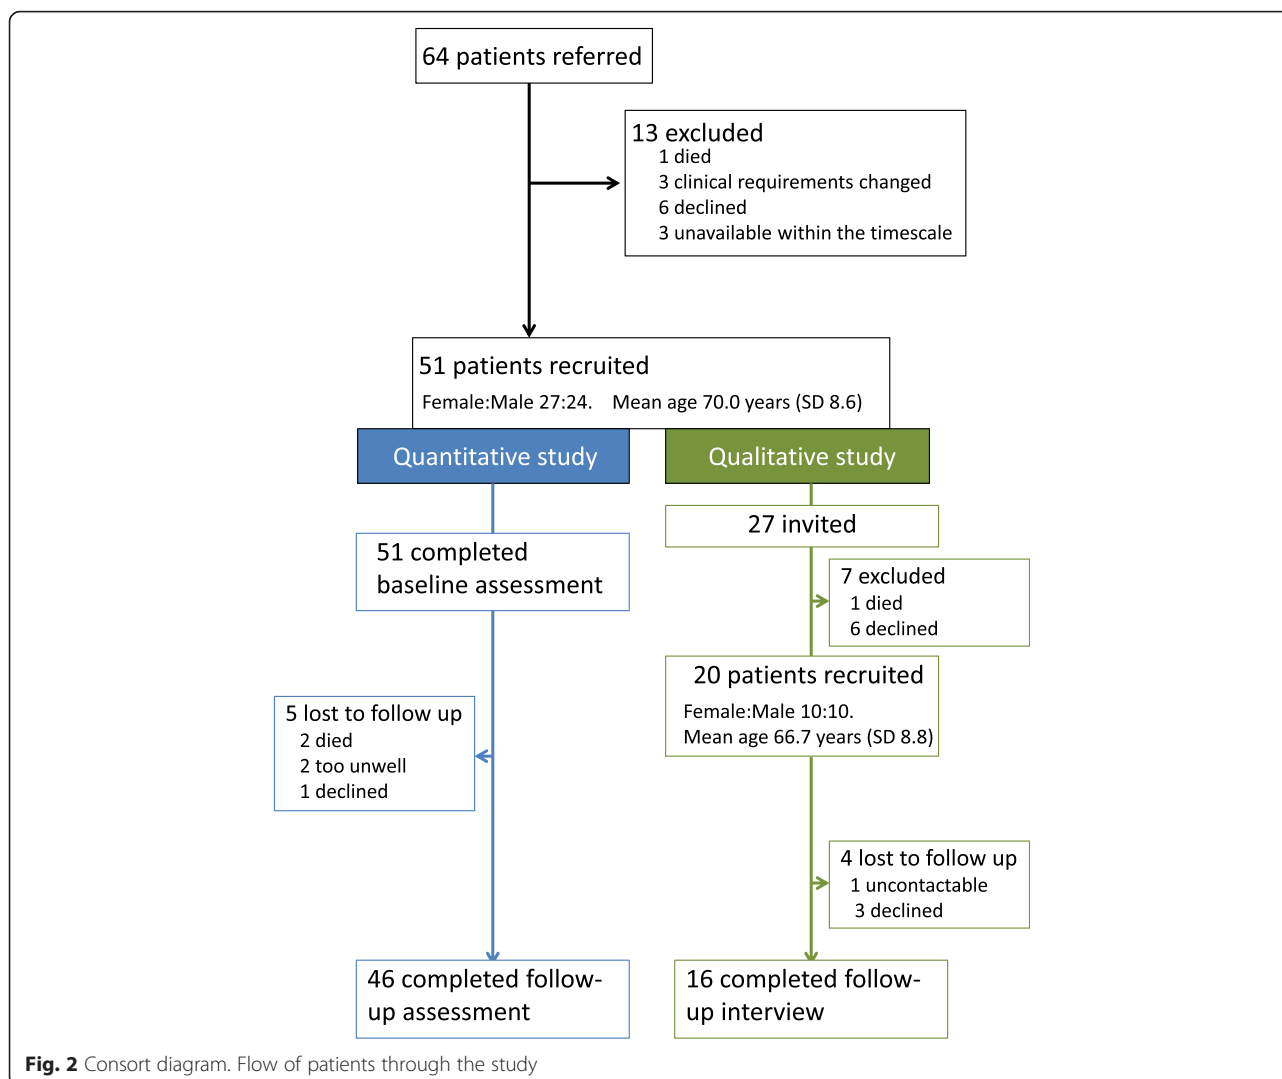 64 patients referred
13 excluded
1 died
3 clinical requirements changed
6 declined
3 unavailable within the timescale
51 patients recruited
Female:Male 27:24. Mean age 70.0 years (SD 8.6)
Quantitative study
Qualitative study
27 invited
51 completed
baseline assessment
7 excluded
1 died
6 declined
20 patients recruited
Female:Male 10:10.
Mean age 66.7 years (SD 8.8)
5 lost to follow up
2 died
2 too unwell
1 declined
4 lost to follow up
1 uncontactable
3 declined
46 completed follow-
up assessment
16 completed follow-
up interview
Fig. 2 Consort diagram. Flow of patients through the study